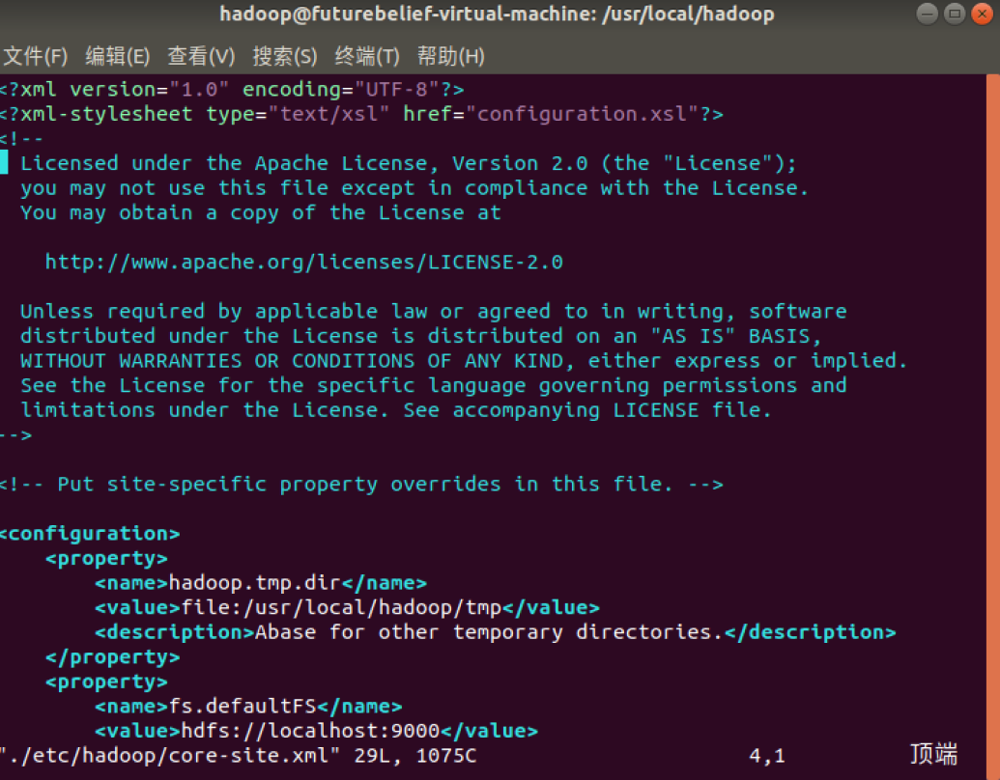 hadoop@futurebelief-virtual-machine: /usr/local/hadoop
文件(F) 编辑(E) 查看(V) 搜索(S) 终端(T) 帮助(H)
<?xml version="1.0" encoding="UTF-8"?>
<?xml-stylesheet type="text/xsl" href="configuration.xsl"?>
<!--
  Licensed under the Apache License, Version 2.0 (the "License");
  you may not use this file except in compliance with the License.
  You may obtain a copy of the License at

    http://www.apache.org/licenses/LICENSE-2.0

  Unless required by applicable law or agreed to in writing, software
  distributed under the License is distributed on an "AS IS" BASIS,
  WITHOUT WARRANTIES OR CONDITIONS OF ANY KIND, either express or implied.
  See the License for the specific language governing permissions and
  limitations under the License. See accompanying LICENSE file.
-->

<!-- Put site-specific property overrides in this file. -->

<configuration>
    <property>
        <name>hadoop.tmp.dir</name>
        <value>file:/usr/local/hadoop/tmp</value>
        <description>Abase for other temporary directories.</description>
    </property>
    <property>
        <name>fs.defaultFS</name>
        <value>hdfs://localhost:9000</value>
"./etc/hadoop/core-site.xml" 29L, 1075C 4,1 顶端